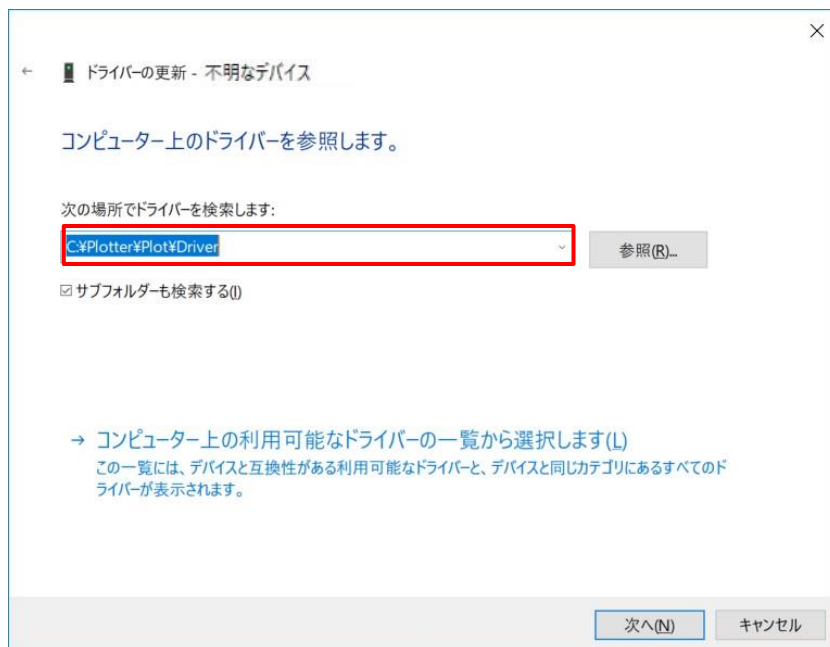 ドライバーの更新 - 不明なデバイス
コンピューター上のドライバーを参照します。
次の場所でドライバーを検索します:
C:¥Plotter¥Plot¥Driver
参照(R)...
サブフォルダーも検索する(I)
→ コンピューター上の利用可能なドライバーの一覧から選択します(L)
この一覧には、デバイスと互換性がある利用可能なドライバーと、デバイスと同じカテゴリにあるすべてのド
ライバーが表示されます。
次へ(N)
キャンセル